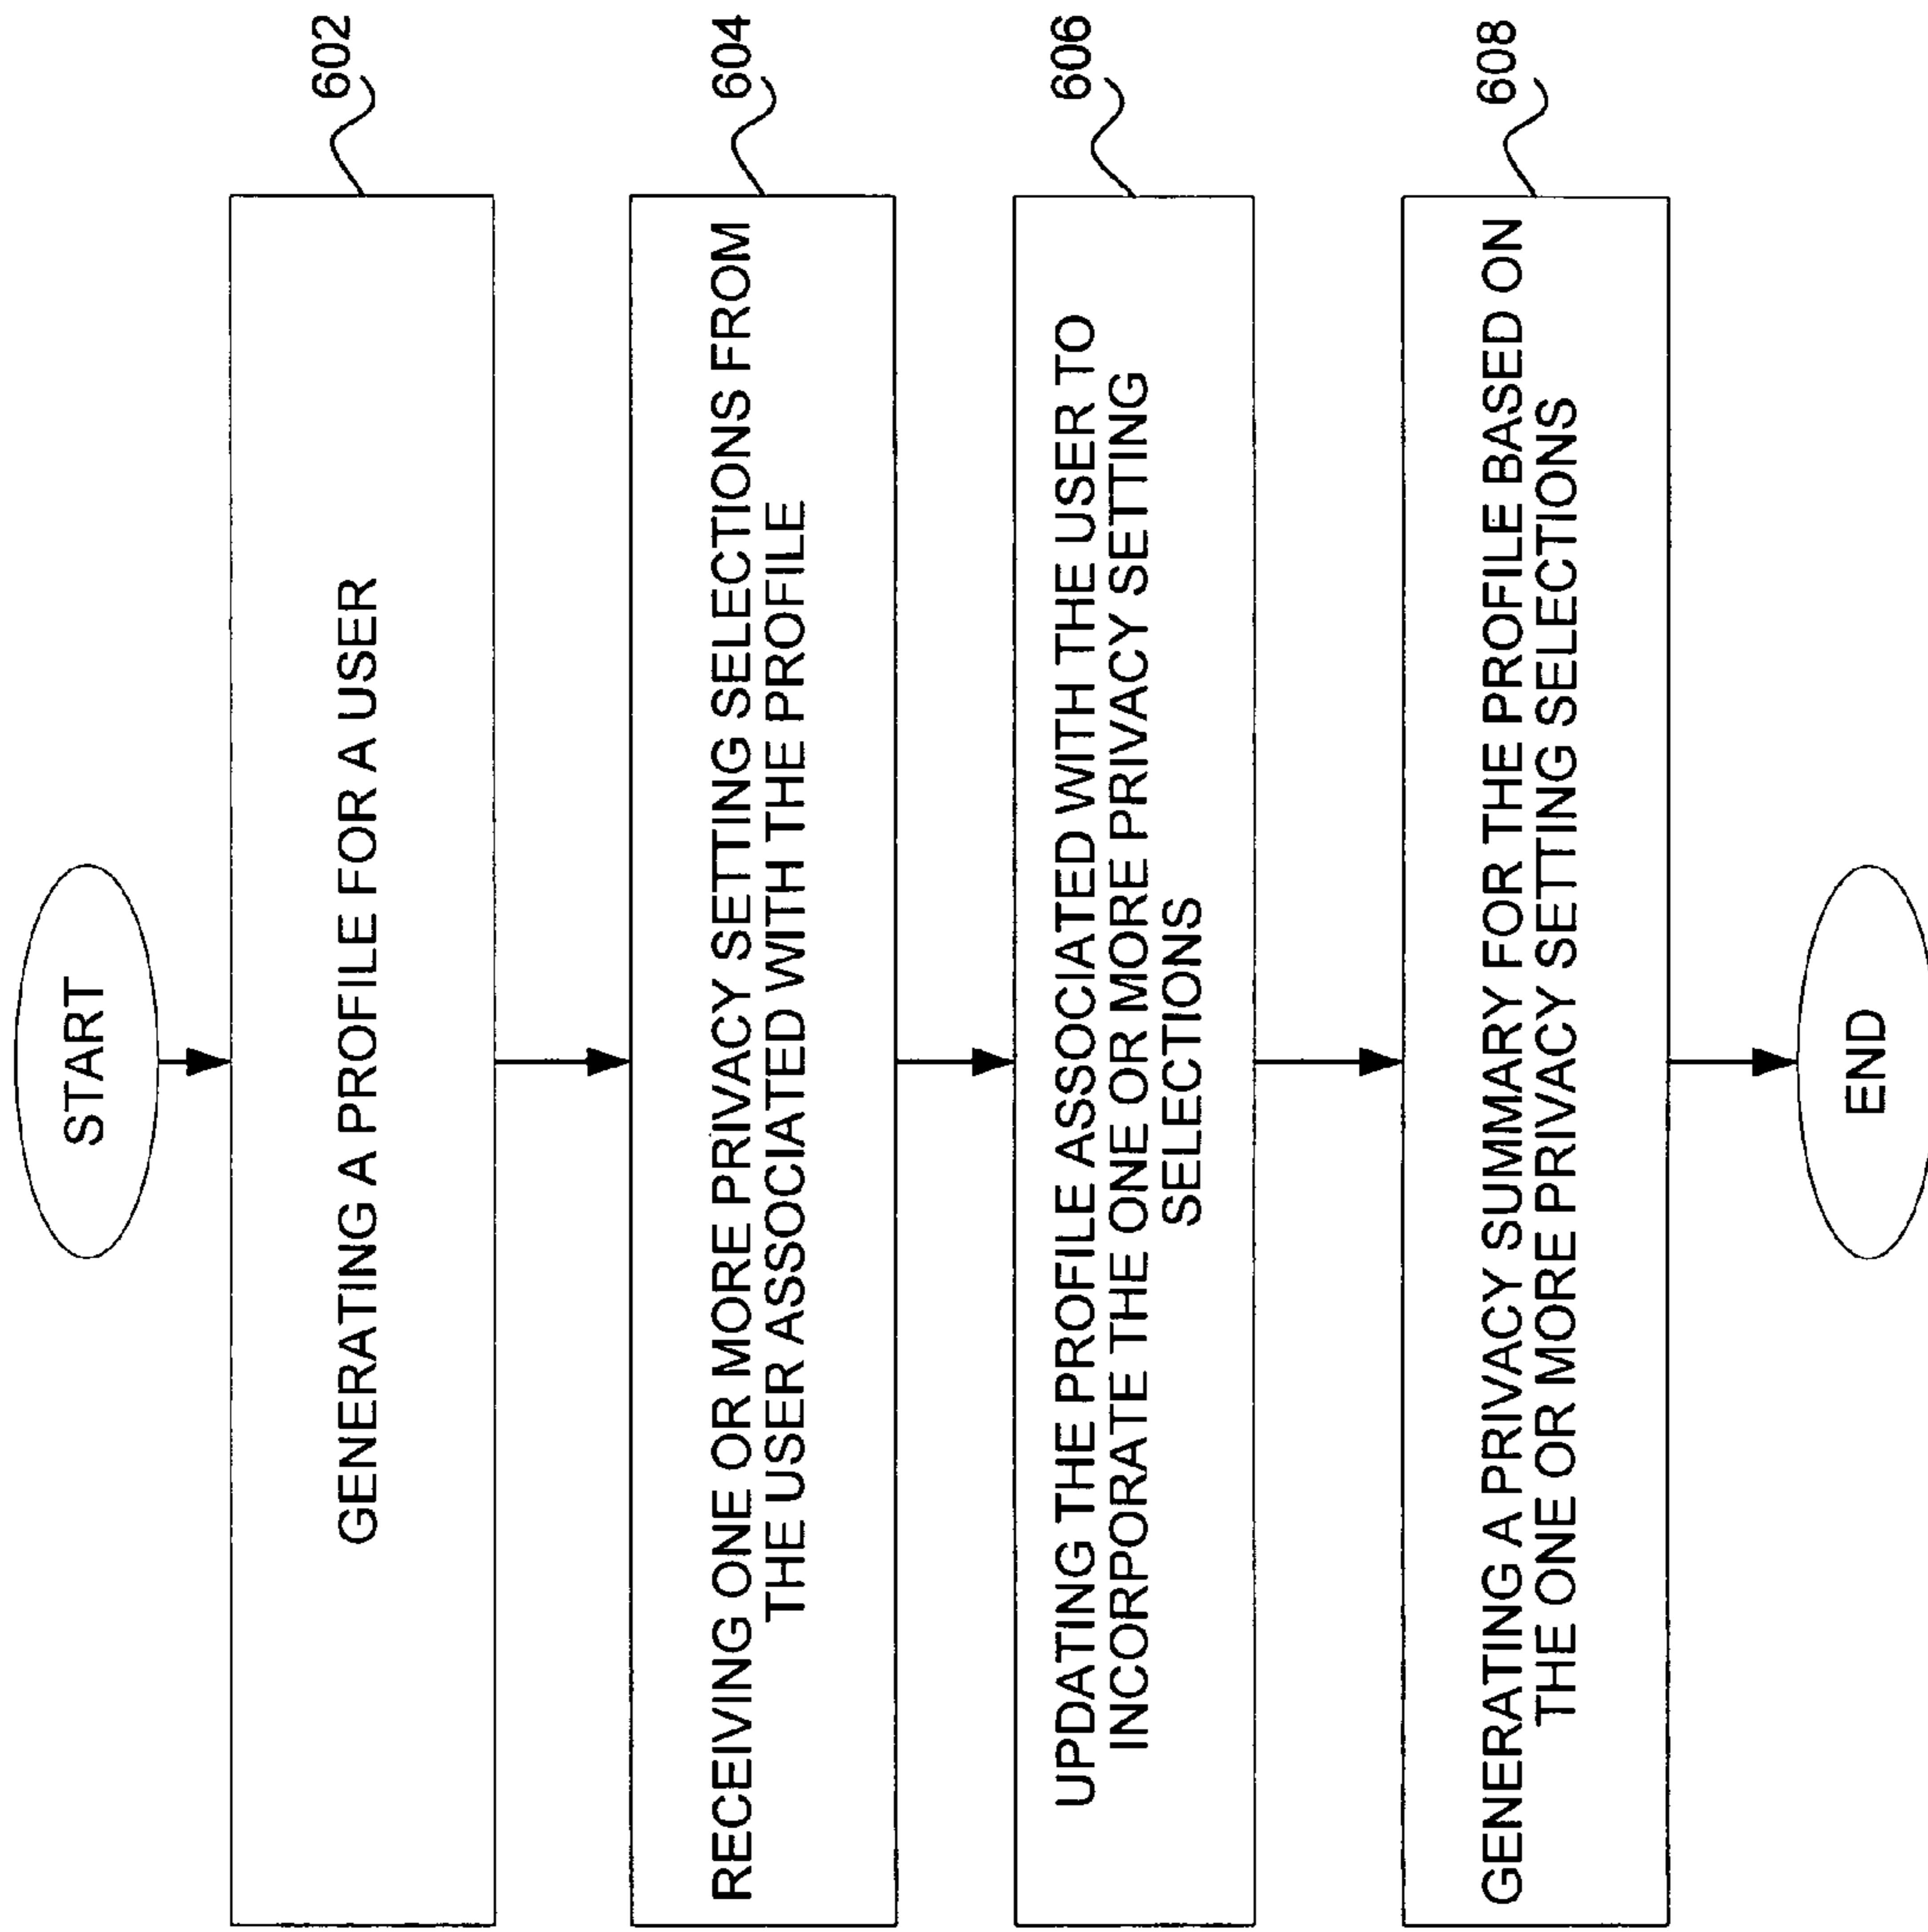 START
602
GENERATING A PROFILE FOR A USER
604
RECEIVING ONE OR MORE PRIVACY SETTING SELECTIONS FROM
THE USER ASSOCIATED WITH THE PROFILE
606
UPDATING THE PROFILE ASSOCIATED WITH THE USER TO
INCORPORATE THE ONE OR MORE PRIVACY SETTING
SELECTIONS
608
GENERATING A PRIVACY SUMMARY FOR THE PROFILE BASED ON
THE ONE OR MORE PRIVACY SETTING SELECTIONS
END